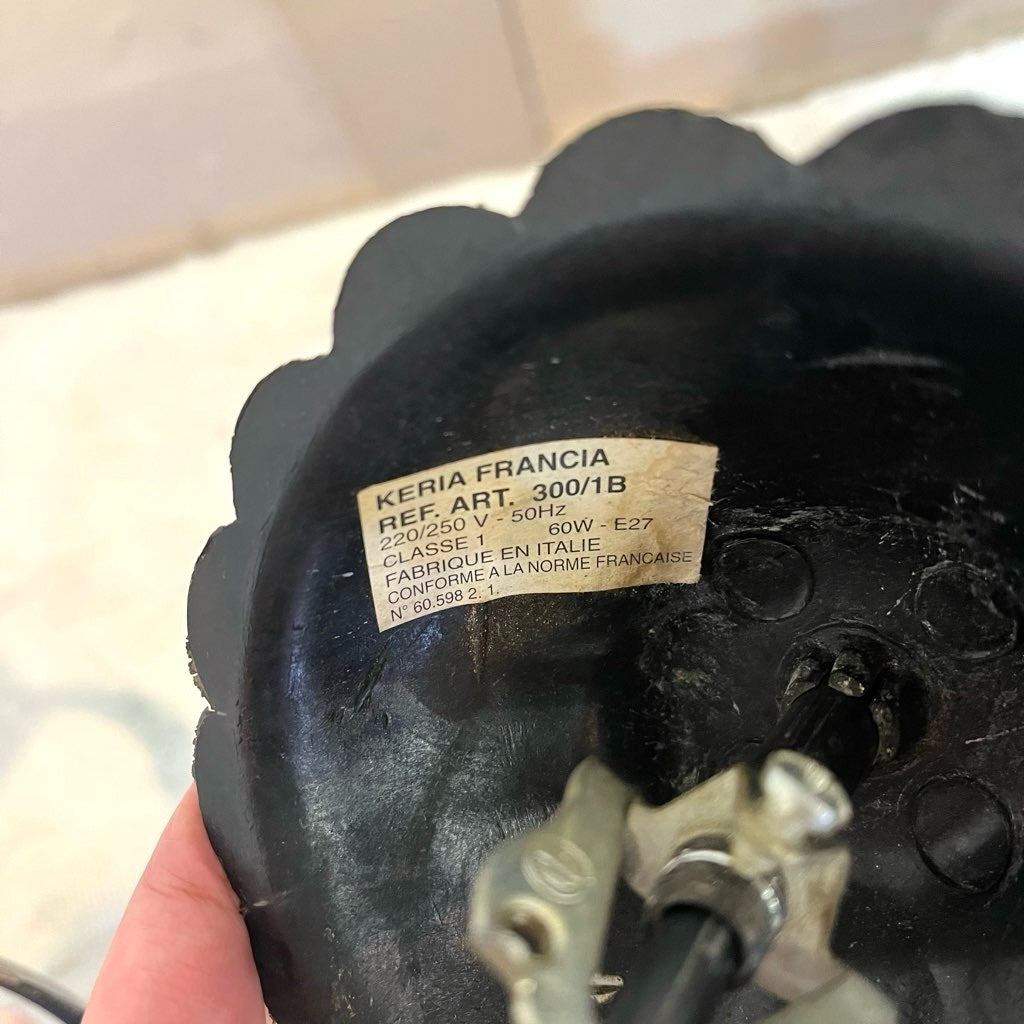 KERIA FRANCIA
REF. ART. 300/1B
220/250 V - 50Hz
CLASSE 1 60W - E27
FABRIQUE EN ITALIE
CONFORME A LA NORME FRANCAISE
N° 60.598 2. 1.